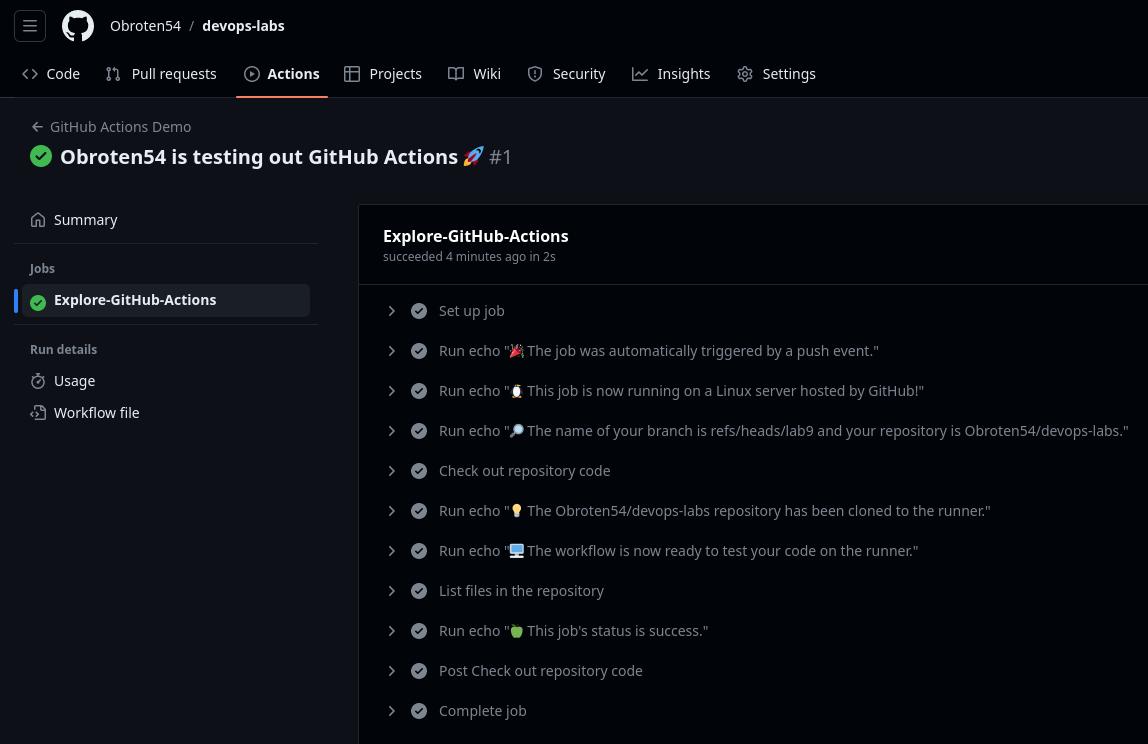 Obroten54 / devops-labs
Code Pull requests Actions Projects Wiki Security Insights Settings
← GitHub Actions Demo
Obroten54 is testing out GitHub Actions 🚀 #1
Summary
Jobs
Explore-GitHub-Actions
Run details
Usage
Workflow file
Explore-GitHub-Actions
succeeded 4 minutes ago in 2s
Set up job
Run echo "🎉 The job was automatically triggered by a push event."
Run echo "🐧 This job is now running on a Linux server hosted by GitHub!"
Run echo "🔎 The name of your branch is refs/heads/lab9 and your repository is Obroten54/devops-labs."
Check out repository code
Run echo "💡 The Obroten54/devops-labs repository has been cloned to the runner."
Run echo "🖥️ The workflow is now ready to test your code on the runner."
List files in the repository
Run echo "🍏 This job's status is success."
Post Check out repository code
Complete job